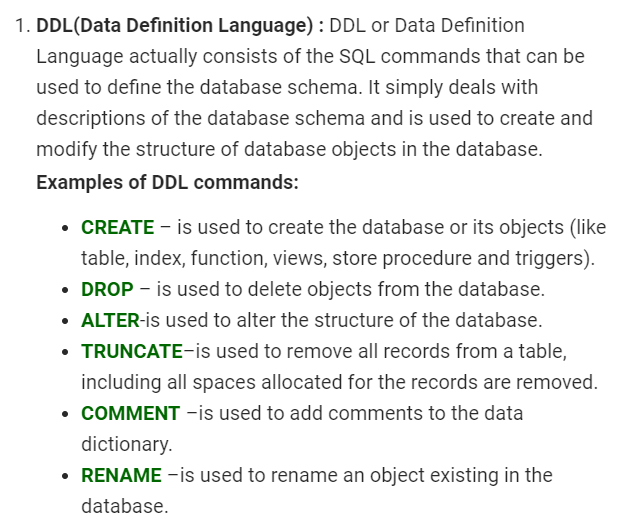 1. DDL(Data Definition Language) : DDL or Data Definition
Language actually consists of the SQL commands that can be
used to define the database schema. It simply deals with
descriptions of the database schema and is used to create and
modify the structure of database objects in the database.
Examples of DDL commands:
• CREATE – is used to create the database or its objects (like
table, index, function, views, store procedure and triggers).
• DROP – is used to delete objects from the database.
• ALTER-is used to alter the structure of the database.
• TRUNCATE–is used to remove all records from a table,
including all spaces allocated for the records are removed.
• COMMENT –is used to add comments to the data
dictionary.
• RENAME –is used to rename an object existing in the
database.